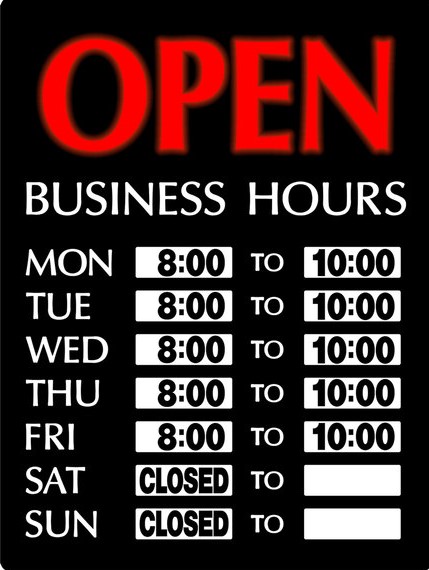 OPEN
BUSINESS HOURS
MON 8:00 TO 10:00
TUE 8:00 TO 10:00
WED 8:00 TO 10:00
THU 8:00 TO 10:00
FRI 8:00 TO 10:00
SAT CLOSED TO
SUN CLOSED TO